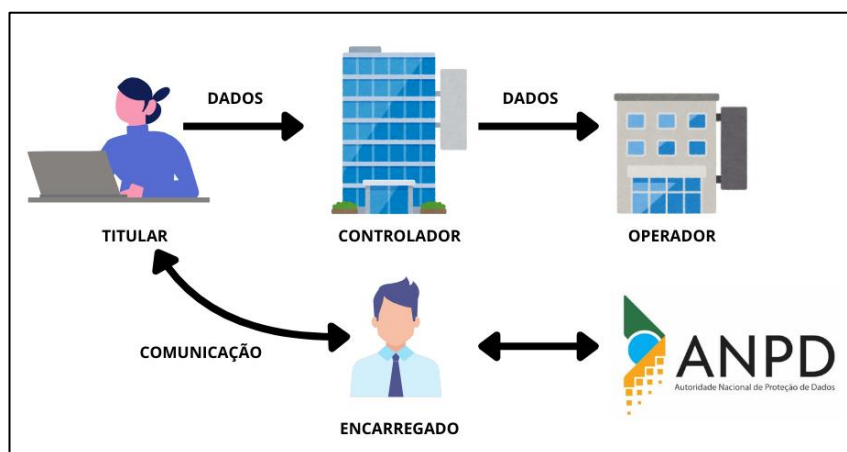 DADOS
DADOS
TITULAR
CONTROLADOR
OPERADOR
COMUNICAÇÃO
ANPD
Autoridade Nacional de Proteção de Dados
ENCARREGADO